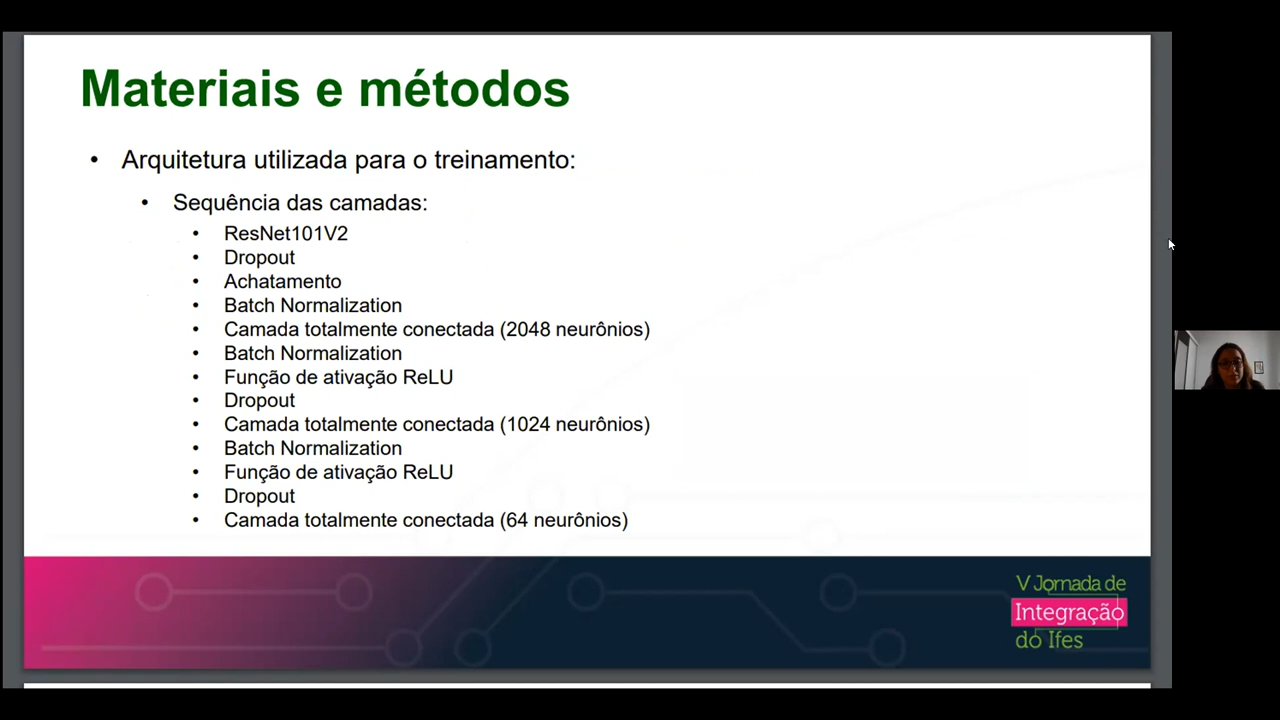 Materiais e métodos
• Arquitetura utilizada para o treinamento:
• Sequência das camadas:
• ResNet101V2
• Dropout
• Achatamento
• Batch Normalization
• Camada totalmente conectada (2048 neurônios)
• Batch Normalization
• Função de ativação ReLU
• Dropout
• Camada totalmente conectada (1024 neurônios)
• Batch Normalization
• Função de ativação ReLU
• Dropout
• Camada totalmente conectada (64 neurônios)
V Jornada de
Integração
do Ifes